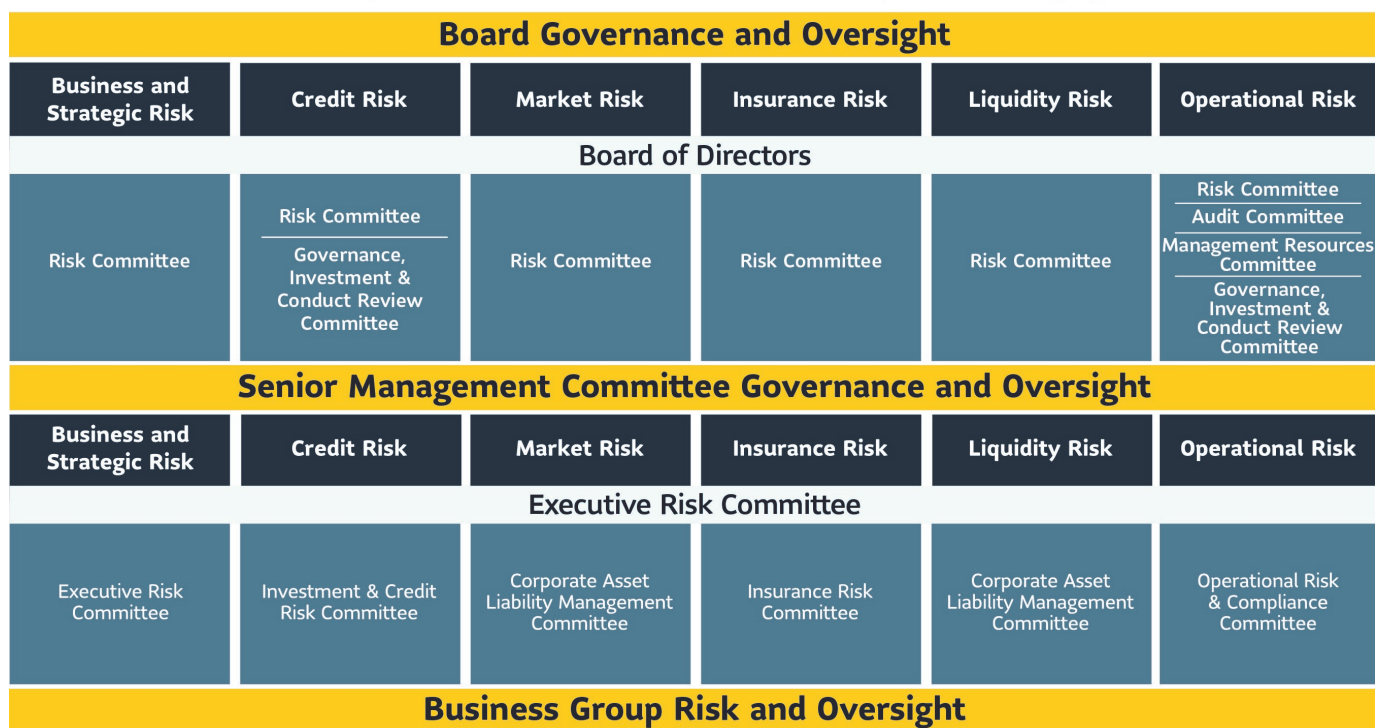 Board Governance and Oversight
Business and
Strategic Risk
Credit Risk
Market Risk
Insurance Risk
Liquidity Risk
Operational Risk
Board of Directors
Risk Committee
Risk Committee
Governance,
Investment &
Conduct Review
Committee
Risk Committee
Risk Committee
Risk Committee
Risk Committee
Audit Committee
Management Resources
Committee
Governance,
Investment &
Conduct Review
Committee
Senior Management Committee Governance and Oversight
Business and
Strategic Risk
Credit Risk
Market Risk
Insurance Risk
Liquidity Risk
Operational Risk
Executive Risk Committee
Executive Risk
Committee
Investment & Credit
Risk Committee
Corporate Asset
Liability Management
Committee
Insurance Risk
Committee
Corporate Asset
Liability Management
Committee
Operational Risk
& Compliance
Committee
Business Group Risk and Oversight